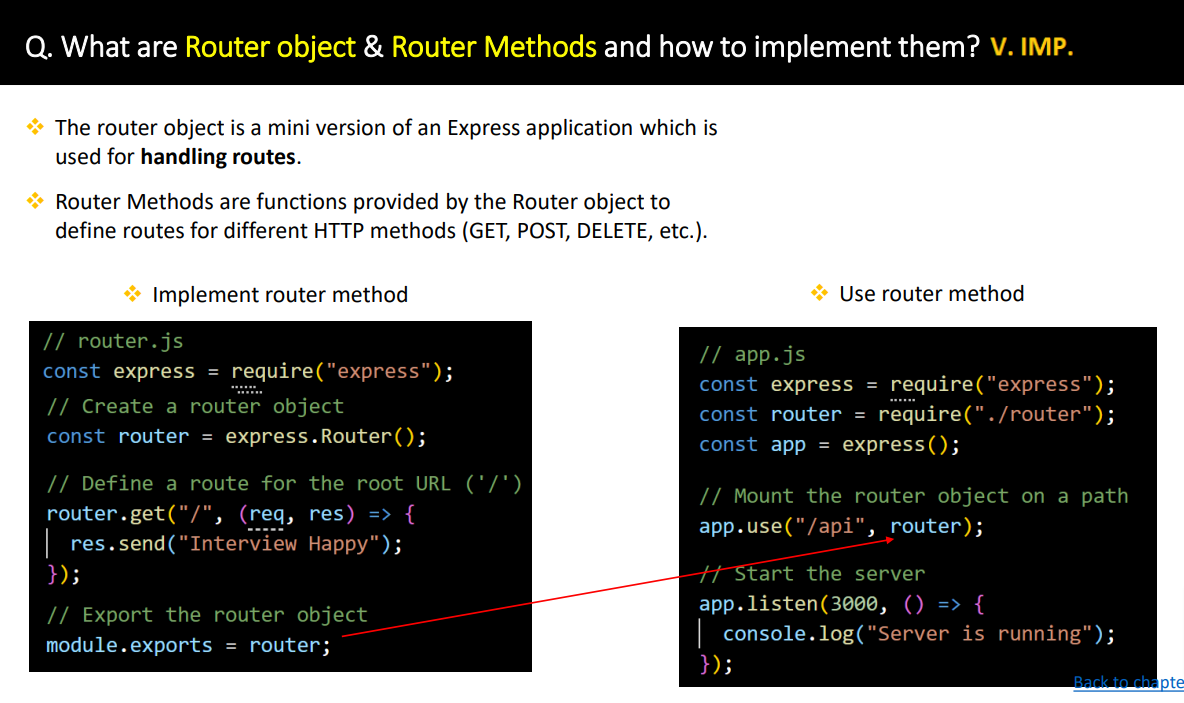 Q. What are Router object & Router Methods and how to implement them? V. IMP.
The router object is a mini version of an Express application which is
used for handling routes.
Router Methods are functions provided by the Router object to
define routes for different HTTP methods (GET, POST, DELETE, etc.).
Implement router method
// router.js
const express = require("express");
// Create a router object
const router = express.Router();
// Define a route for the root URL ('/')
router.get("/", (req, res) => {
res.send("Interview Happy");
});
// Export the router object
module.exports = router;
Use router method
// app.js
const express = require("express");
const router = require("./router");
const app = express();
// Mount the router object on a path
app.use("/api", router);
// Start the server
app.listen(3000, () => {
console.log("Server is running");
});
Back to chapte